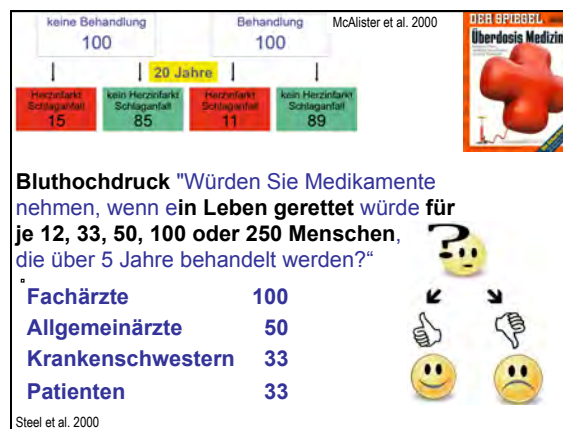 keine Behandlung
100
Behandlung
100
McAlister et al. 2000
20 Jahre
Herzinfarkt
Schlaganfall
15
kein Herzinfarkt
Schlaganfall
85
Herzinfarkt
Schlaganfall
11
kein Herzinfarkt
Schlaganfall
89
DER SPIEGEL
Überdosis Medizin
Bluthochdruck "Würden Sie Medikamente
nehmen, wenn ein Leben gerettet würde für
je 12, 33, 50, 100 oder 250 Menschen,
die über 5 Jahre behandelt werden?“
?
Fachärzte 100
Allgemeinärzte 50
Krankenschwestern 33
Patienten 33
Steel et al. 2000